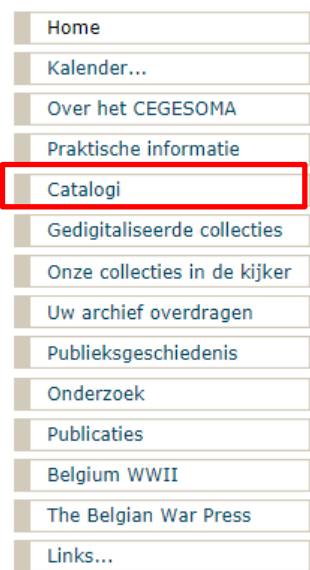 Home
Kalender...
Over het CEGESOMA
Praktische informatie
Catalogi
Gedigitaliseerde collecties
Onze collecties in de kijker
Uw archief overdragen
Publieksgeschiedenis
Onderzoek
Publicaties
Belgium WWII
The Belgian War Press
Links...